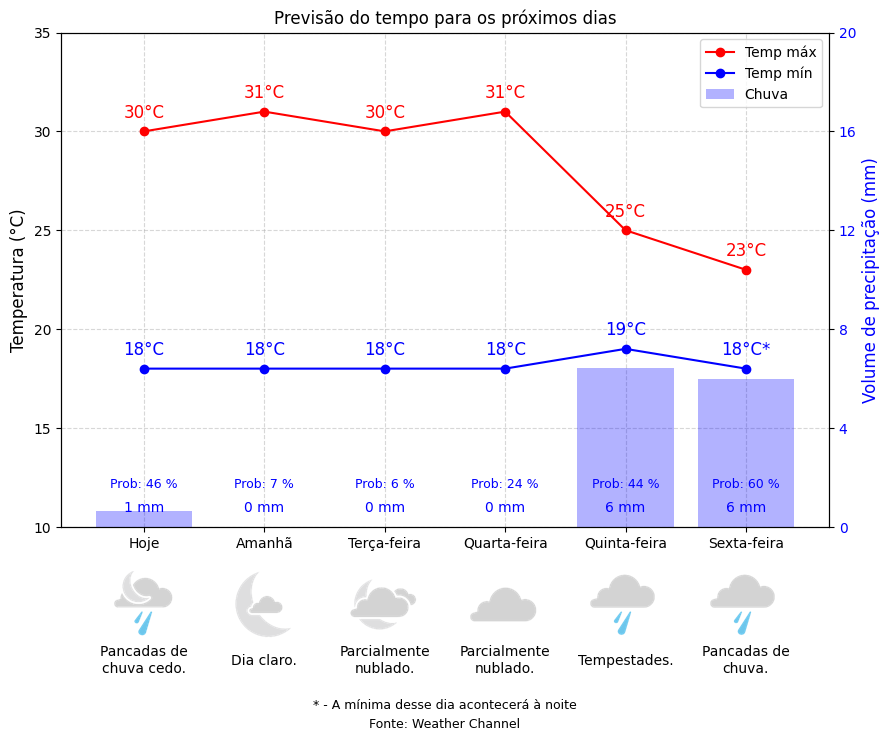 Previsão do tempo para os próximos dias
Temp máx
Temp mín
Chuva
Temperatura (°C)
Volume de precipitação (mm)
35
30
25
20
15
10
20
16
12
8
4
0
30°C
31°C
30°C
31°C
25°C
23°C
18°C
18°C
18°C
18°C
19°C
18°C*
Prob: 46 %
Prob: 7 %
Prob: 6 %
Prob: 24 %
Prob: 44 %
Prob: 60 %
1 mm
0 mm
0 mm
0 mm
6 mm
6 mm
Hoje
Amanhã
Terça-feira
Quarta-feira
Quinta-feira
Sexta-feira
Pancadas de
chuva cedo.
Dia claro.
Parcialmente
nublado.
Parcialmente
nublado.
Tempestades.
Pancadas de
chuva.
* - A mínima desse dia acontecerá à noite
Fonte: Weather Channel